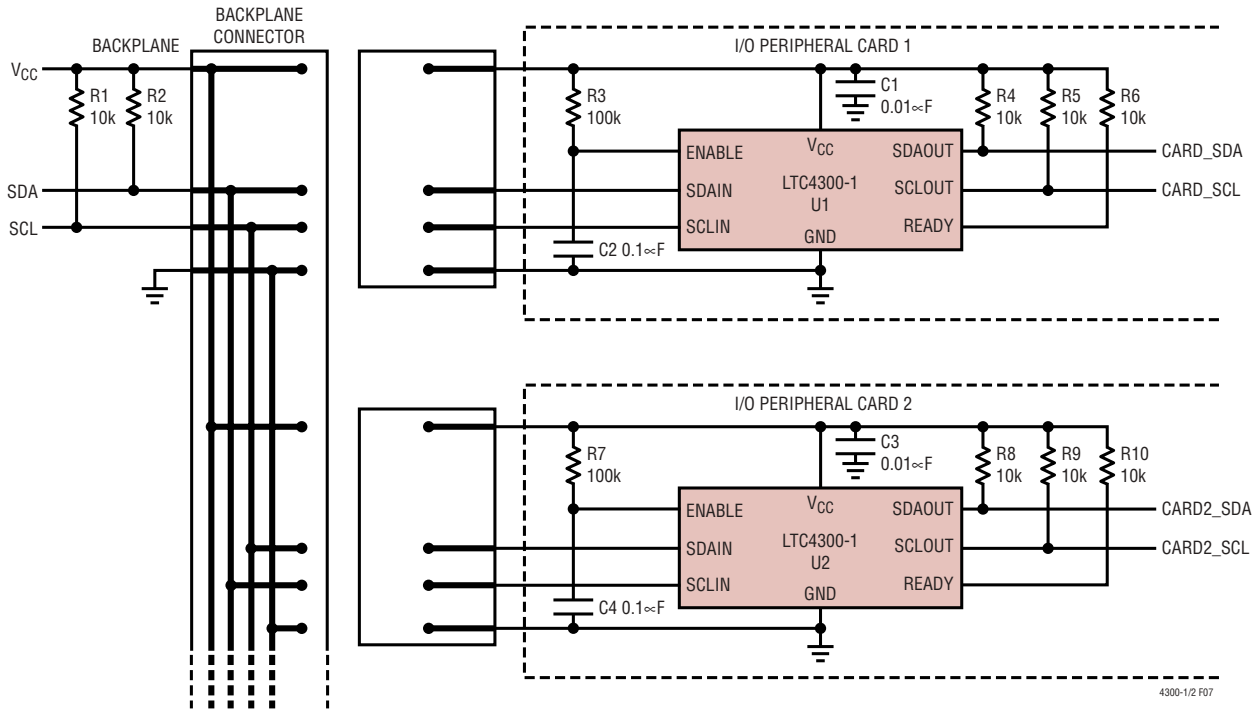 BACKPLANE
CONNECTOR
BACKPLANE
VCC
R1
10k
R2
10k
SDA
SCL
I/O PERIPHERAL CARD 1
R3
100k
C1
0.01∝F
R4
10k
R5
10k
R6
10k
ENABLE
VCC
SDAOUT
CARD_SDA
SDAIN
LTC4300-1
U1
SCLOUT
CARD_SCL
SCLIN
GND
READY
C2 0.1∝F
I/O PERIPHERAL CARD 2
R7
100k
C3
0.01∝F
R8
10k
R9
10k
R10
10k
ENABLE
VCC
SDAOUT
CARD2_SDA
SDAIN
LTC4300-1
U2
SCLOUT
CARD2_SCL
SCLIN
GND
READY
C4 0.1∝F
4300-1/2 F07